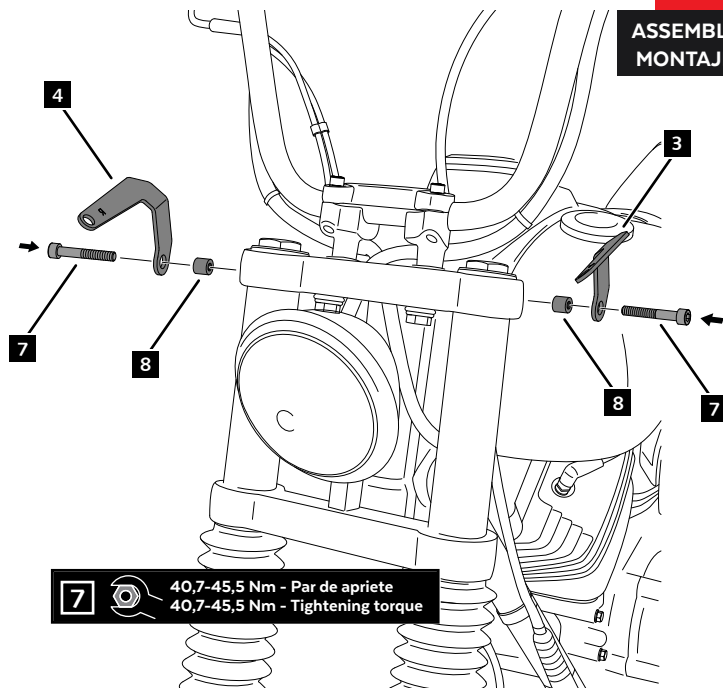 ASSEMBL
MONTAJ
4
3
7
8
8
7
7
40,7-45,5 Nm - Par de apriete
40,7-45,5 Nm - Tightening torque